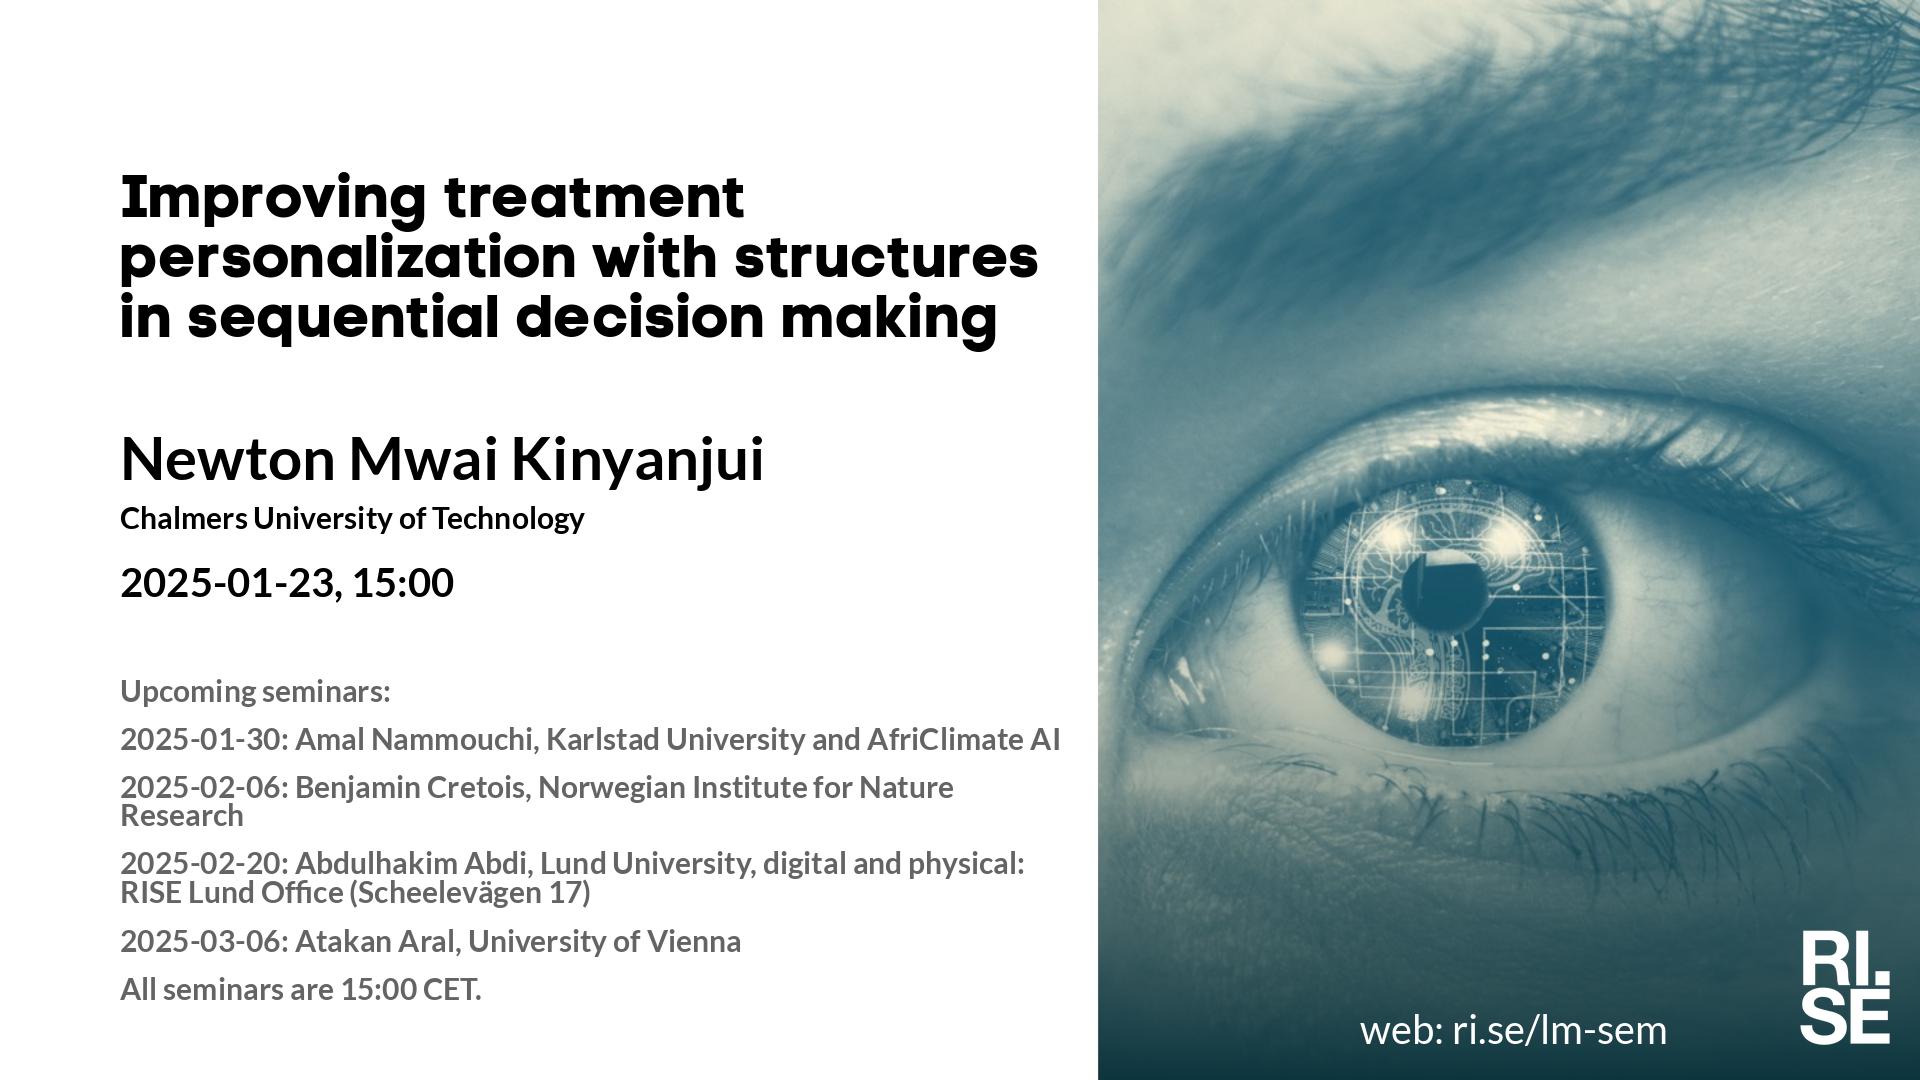 Improving treatment
personalization with structures
in sequential decision making
Newton Mwai Kinyanjui
Chalmers University of Technology
2025-01-23, 15:00
Upcoming seminars:
2025-01-30: Amal Nammouchi, Karlstad University and AfriClimate AI
2025-02-06: Benjamin Cretois, Norwegian Institute for Nature
Research
2025-02-20: Abdulhakim Abdi, Lund University, digital and physical:
RISE Lund Office (Scheelevägen 17)
2025-03-06: Atakan Aral, University of Vienna
All seminars are 15:00 CET.
web: ri.se/lm-sem
RI.
SE